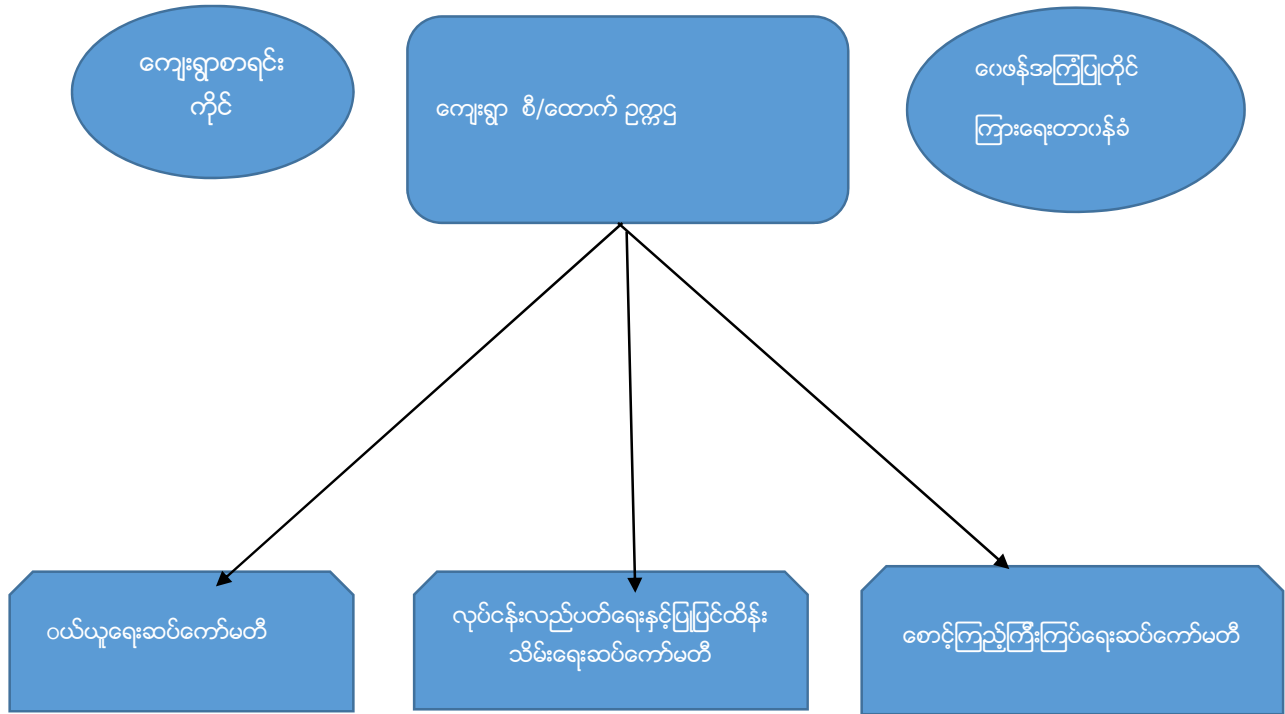 ကျေးရွာစာရင်း
ကိုင်
ကျေးရွာ စီ/ထောက် ဥက္ကဌ
ဝေဖန်အကြံပြုတိုင်
ကြားရေးတာဝန်ခံ
ဝယ်ယူရေးဆပ်ကော်မတီ
လုပ်ငန်းလည်ပတ်ရေးနှင့်ပြုပြင်ထိန်း
သိမ်းရေးဆပ်ကော်မတီ
စောင့်ကြည့်ကြီးကြပ်ရေးဆပ်ကော်မတီ